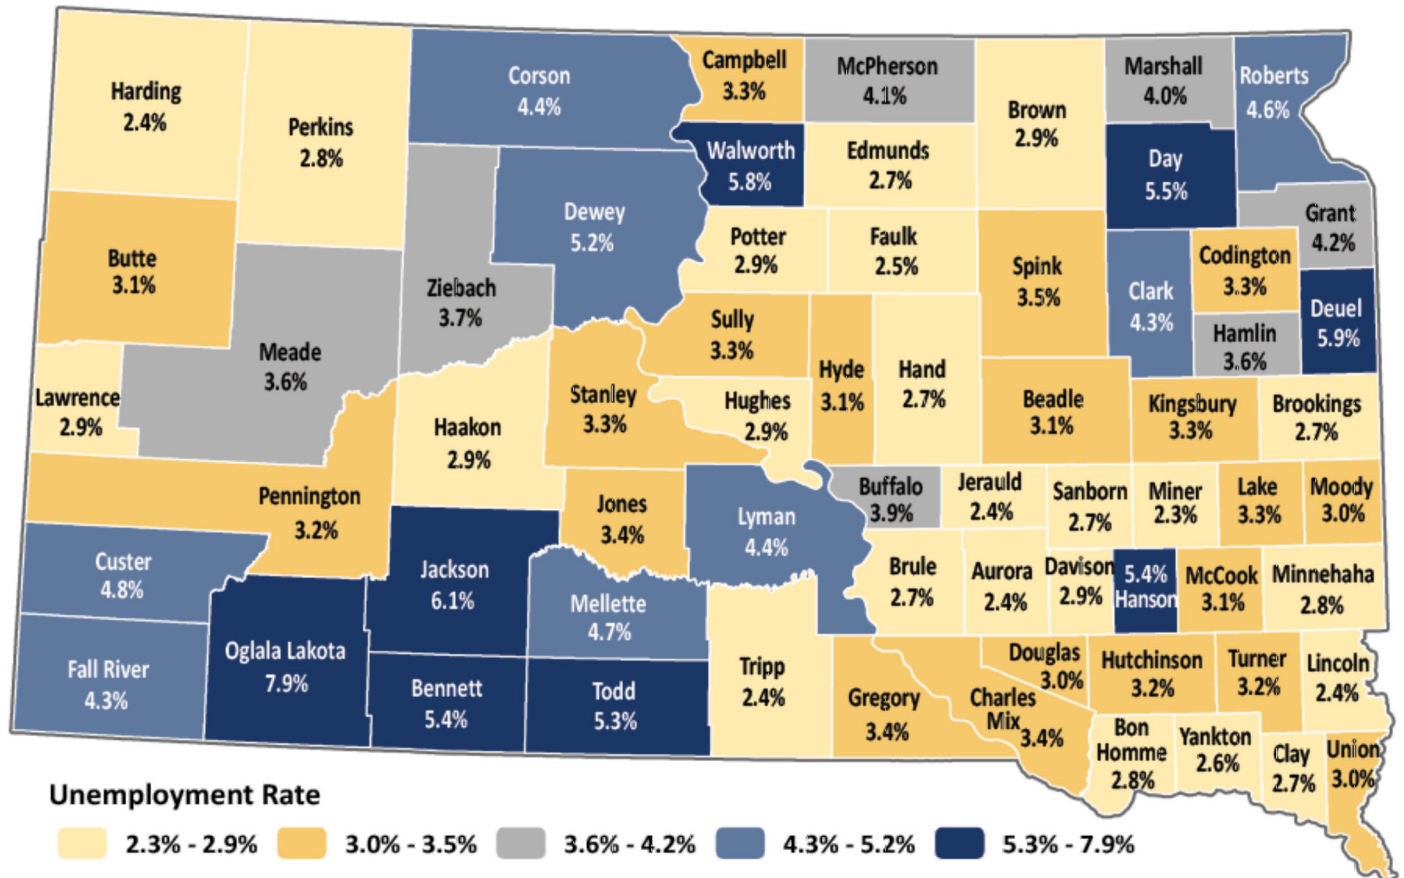 Harding
2.4%
Perkins
2.8%
Corson
4.4%
Campbell
3.3%
McPherson
4.1%
Brown
2.9%
Marshall
4.0%
Roberts
4.6%
Walworth
5.8%
Edmunds
2.7%
Day
5.5%
Dewey
5.2%
Grant
4.2%
Butte
3.1%
Ziebach
3.7%
Potter
2.9%
Faulk
2.5%
Spink
3.5%
Codington
3.3%
Clark
4.3%
Deuel
5.9%
Meade
3.6%
Sully
3.3%
Hamlin
3.6%
Lawrence
2.9%
Stanley
3.3%
Hyde
3.1%
Hand
2.7%
Hughes
2.9%
Beadle
3.1%
Kingsbury
3.3%
Brookings
2.7%
Haakon
2.9%
Pennington
3.2%
Jones
3.4%
Lyman
4.4%
Buffalo
3.9%
Jerauld
2.4%
Sanborn
2.7%
Miner
2.3%
Lake
3.3%
Moody
3.0%
Custer
4.8%
Jackson
6.1%
Mellette
4.7%
Brule
2.7%
Aurora
2.4%
Davison
2.9%
5.4%
Hanson
McCook
3.1%
Minnehaha
2.8%
Fall River
4.3%
Oglala Lakota
7.9%
Bennett
5.4%
Todd
5.3%
Tripp
2.4%
Gregory
3.4%
Charles
Mix
3.4%
Douglas
3.0%
Hutchinson
3.2%
Turner
3.2%
Lincoln
2.4%
Bon
Homme
2.8%
Yankton
2.6%
Clay
2.7%
Union
3.0%
Unemployment Rate
2.3% - 2.9%
3.0% - 3.5%
3.6% - 4.2%
4.3% - 5.2%
5.3% - 7.9%